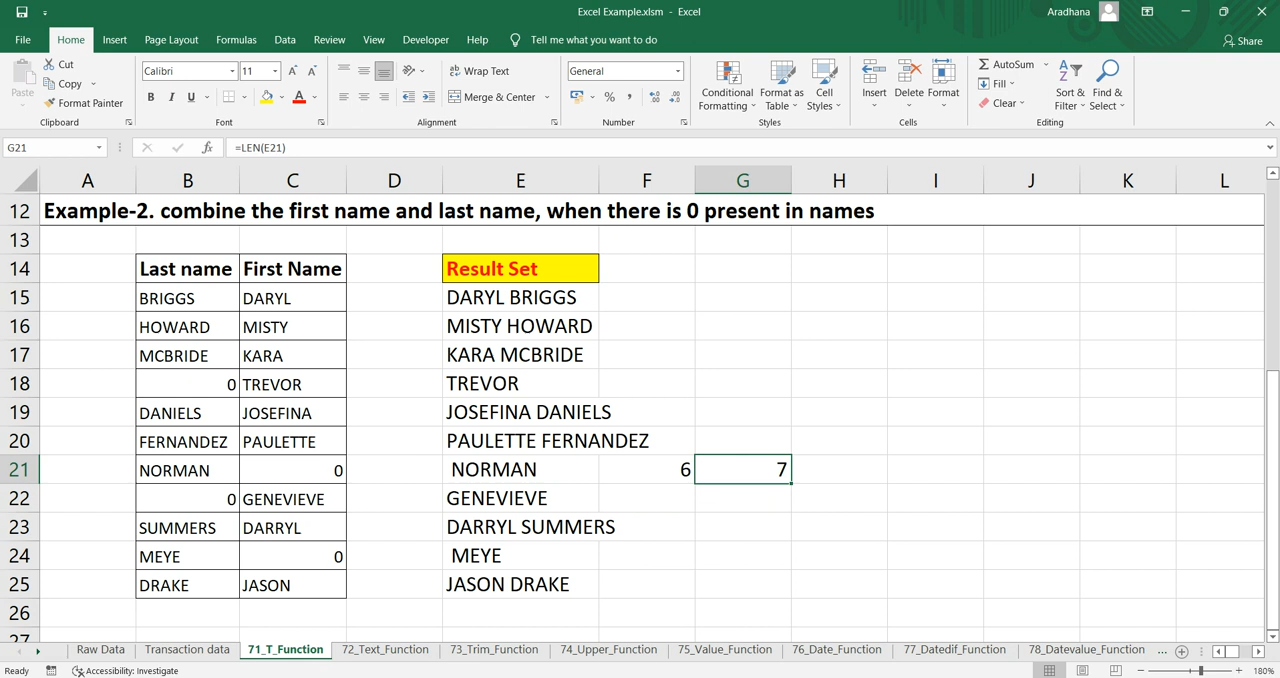 Excel Example.xlsm - Excel
Aradhana
File Home Insert Page Layout Formulas Data Review View Developer Help Tell me what you want to do Share
Paste Cut Copy Format Painter Clipboard
Calibri 11 B I U A Font
Wrap Text Merge & Center Alignment
General % , Number
Conditional Formatting Format as Table Cell Styles Styles
Insert Delete Format Cells
AutoSum Fill Clear Sort & Filter Find & Select Editing
G21 fx =LEN(E21)
A B C D E F G H I J K L
12 Example-2. combine the first name and last name, when there is 0 present in names
13
14 Last name First Name Result Set
15 BRIGGS DARYL DARYL BRIGGS
16 HOWARD MISTY MISTY HOWARD
17 MCBRIDE KARA KARA MCBRIDE
18 0 TREVOR TREVOR
19 DANIELS JOSEFINA JOSEFINA DANIELS
20 FERNANDEZ PAULETTE PAULETTE FERNANDEZ
21 NORMAN 0 NORMAN 6 7
22 0 GENEVIEVE GENEVIEVE
23 SUMMERS DARRYL DARRYL SUMMERS
24 MEYE 0 MEYE
25 DRAKE JASON JASON DRAKE
26
27
Raw Data Transaction data 71_T_Function 72_Text_Function 73_Trim_Function 74_Upper_Function 75_Value_Function 76_Date_Function 77_Datedif_Function 78_Datevalue_Function ...
Ready Accessibility: Investigate 180%